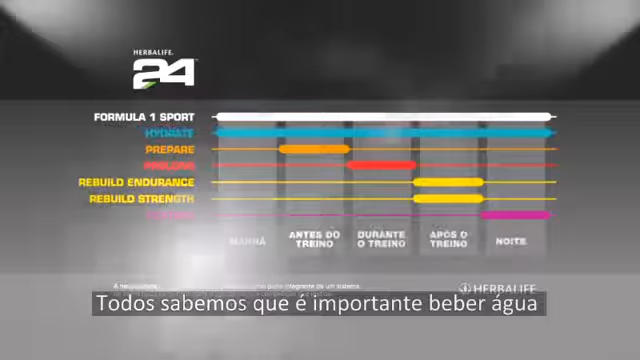 HERBALIFE.
24
FORMULA 1 SPORT
HYDRATE
PREPARE
PROLONG
REBUILD ENDURANCE
REBUILD STRENGTH
MANHÃ
ANTES DO
TREINO
DURANTE
O TREINO
APÓS O
TREINO
NOITE
HERBALIFE
Todos sabemos que é importante beber água